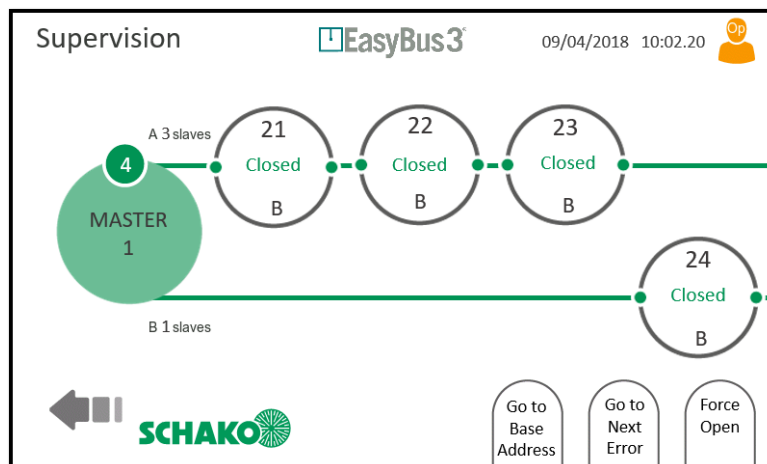 Supervision
EasyBus3
09/04/2018 10:02.20
Op
A 3 slaves
4
MASTER
1
21
Closed
B
22
Closed
B
23
Closed
B
24
Closed
B
B 1 slaves
SCHAKO
Go to
Base
Address
Go to
Next
Error
Force
Open